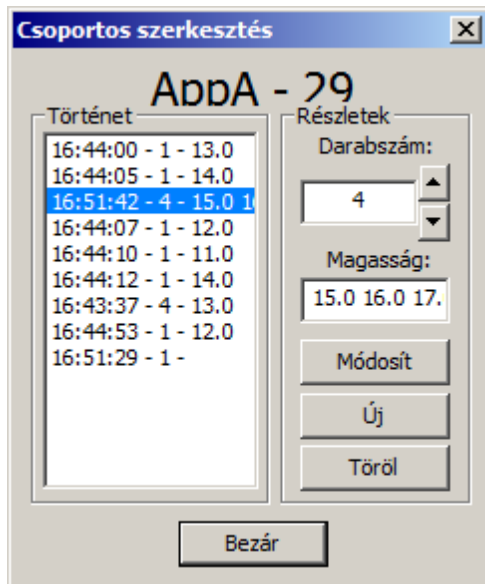 Csoportos szerkesztés
AppA - 29
Történet
16:44:00 - 1 - 13.0
16:44:05 - 1 - 14.0
16:51:42 - 4 - 15.0 1
16:44:07 - 1 - 12.0
16:44:10 - 1 - 11.0
16:44:12 - 1 - 14.0
16:43:37 - 4 - 13.0
16:44:53 - 1 - 12.0
16:51:29 - 1 -
Részletek
Darabszám:
4
Magasság:
15.0 16.0 17.
Módosít
Új
Töröl
Bezár